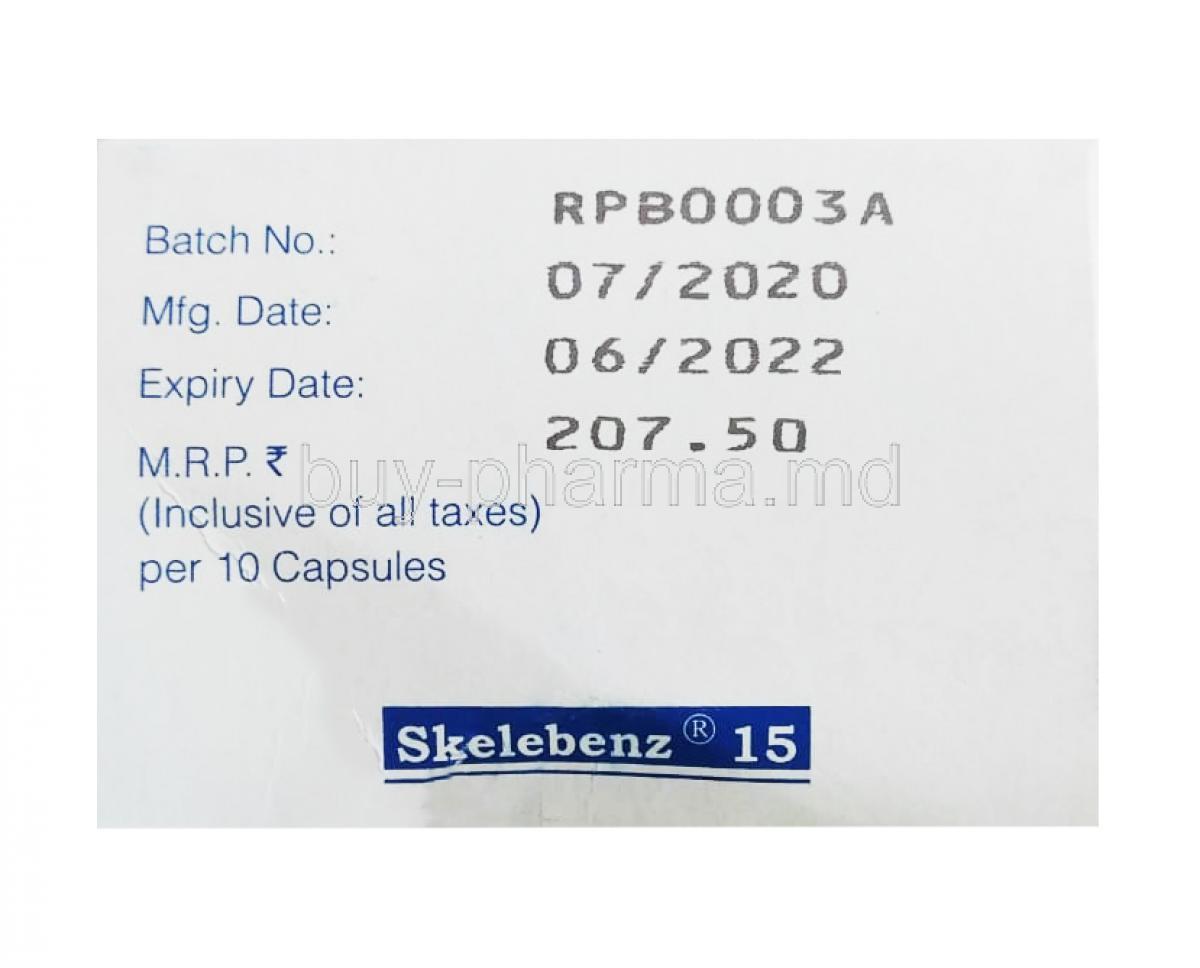 Batch No.: RPB0003A
Mfg. Date: 07/2020
Expiry Date: 06/2022
M.R.P. ₹ 207.50
(Inclusive of all taxes)
per 10 Capsules
buy-pharma.md
Skelebenz® 15